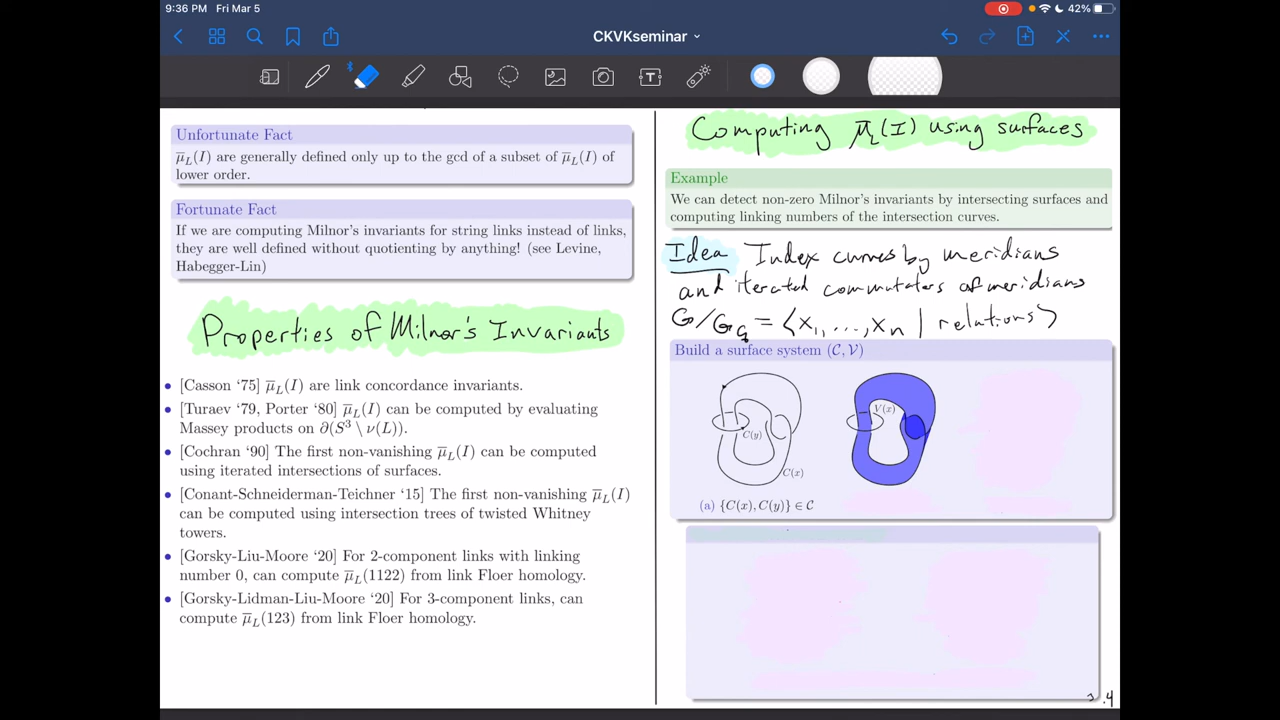 9:36 PM Fri Mar 5
42%
CKVKseminar
Unfortunate Fact
μ̄_L(I) are generally defined only up to the gcd of a subset of μ̄_L(I) of
lower order.
Fortunate Fact
If we are computing Milnor's invariants for string links instead of links,
they are well defined without quotienting by anything! (see Levine,
Habegger-Lin)
Properties of Milnor's Invariants
• [Casson '75] μ̄_L(I) are link concordance invariants.
• [Turaev '79, Porter '80] μ̄_L(I) can be computed by evaluating
Massey products on ∂(S³ \ ν(L)).
• [Cochran '90] The first non-vanishing μ̄_L(I) can be computed
using iterated intersections of surfaces.
• [Conant-Schneiderman-Teichner '15] The first non-vanishing μ̄_L(I)
can be computed using intersection trees of twisted Whitney
towers.
• [Gorsky-Liu-Moore '20] For 2-component links with linking
number 0, can compute μ̄_L(1122) from link Floer homology.
• [Gorsky-Lidman-Liu-Moore '20] For 3-component links, can
compute μ̄_L(123) from link Floer homology.
Computing μ̄_L(I) using surfaces
Example
We can detect non-zero Milnor's invariants by intersecting surfaces and
computing linking numbers of the intersection curves.
Idea Index curves by meridians
and iterated commutators of meridians
G/G_q = ⟨x₁, ..., xₙ | relations⟩
Build a surface system (𝒞, 𝒱)
C(y)
C(x)
V(x)
(a) {C(x), C(y)} ∈ 𝒞